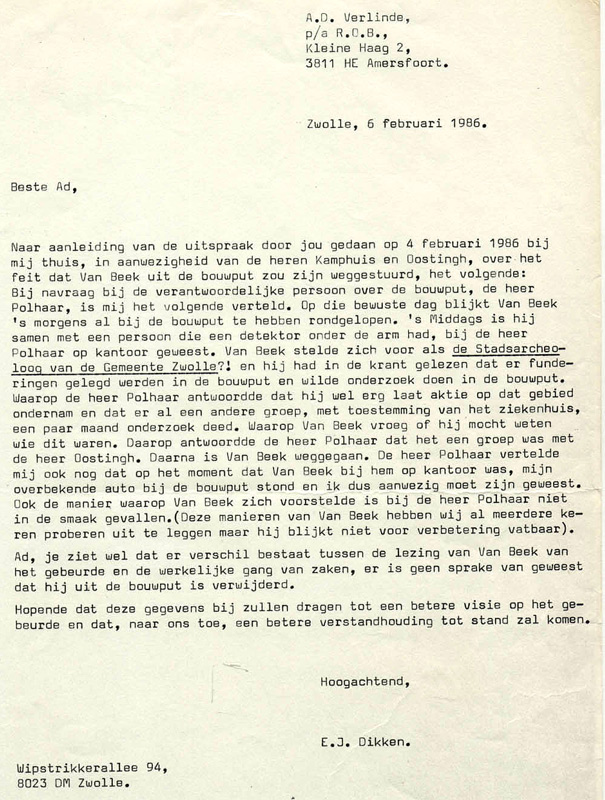 A.D. Verlinde,
p/a R.O.B.,
Kleine Haag 2,
3811 HE Amersfoort.
Zwolle, 6 februari 1986.
Beste Ad,
Naar aanleiding van de uitspraak door jou gedaan op 4 februari 1986 bij
mij thuis, in aanwezigheid van de heren Kamphuis en Oostingh, over het
feit dat Van Beek uit de bouwput zou zijn weggestuurd, het volgende:
Bij navraag bij de verantwoordelijke persoon over de bouwput, de heer
Polhaar, is mij het volgende verteld. Op die bewuste dag blijkt Van Beek
's morgens al bij de bouwput te hebben rondgelopen. 's Middags is hij
samen met een persoon die een detektor onder de arm had, bij de heer
Polhaar op kantoor geweest. Van Beek stelde zich voor als de Stadsarcheo-
loog van de Gemeente Zwolle?! en hij had in de krant gelezen dat er funde-
ringen gelegd werden in de bouwput en wilde onderzoek doen in de bouwput.
Waarop de heer Polhaar antwoordde dat hij wel erg laat aktie op dat gebied
ondernam en dat er al een andere groep, met toestemming van het ziekenhuis,
een paar maand onderzoek deed. Waarop Van Beek vroeg of hij mocht weten
wie dit waren. Daarop antwoordde de heer Polhaar dat het een groep was met
de heer Oostingh. Daarna is Van Beek weggegaan. De heer Polhaar vertelde
mij ook nog dat op het moment dat Van Beek bij hem op kantoor was, mijn
overbekende auto bij de bouwput stond en ik dus aanwezig moet zijn geweest.
Ook de manier waarop Van Beek zich voorstelde is bij de heer Polhaar niet
in de smaak gevallen.(Deze manieren van Van Beek hebben wij al meerdere ke-
ren proberen uit te leggen maar hij blijkt niet voor verbetering vatbaar).
Ad, je ziet wel dat er verschil bestaat tussen de lezing van Van Beek van
het gebeurde en de werkelijke gang van zaken, er is geen sprake van geweest
dat hij uit de bouwput is verwijderd.
Hopende dat deze gegevens bij zullen dragen tot een betere visie op het ge-
beurde en dat, naar ons toe, een betere verstandhouding tot stand zal komen.
Hoogachtend,
E.J. Dikken.
Wipstrikkerallee 94,
8023 DM Zwolle.